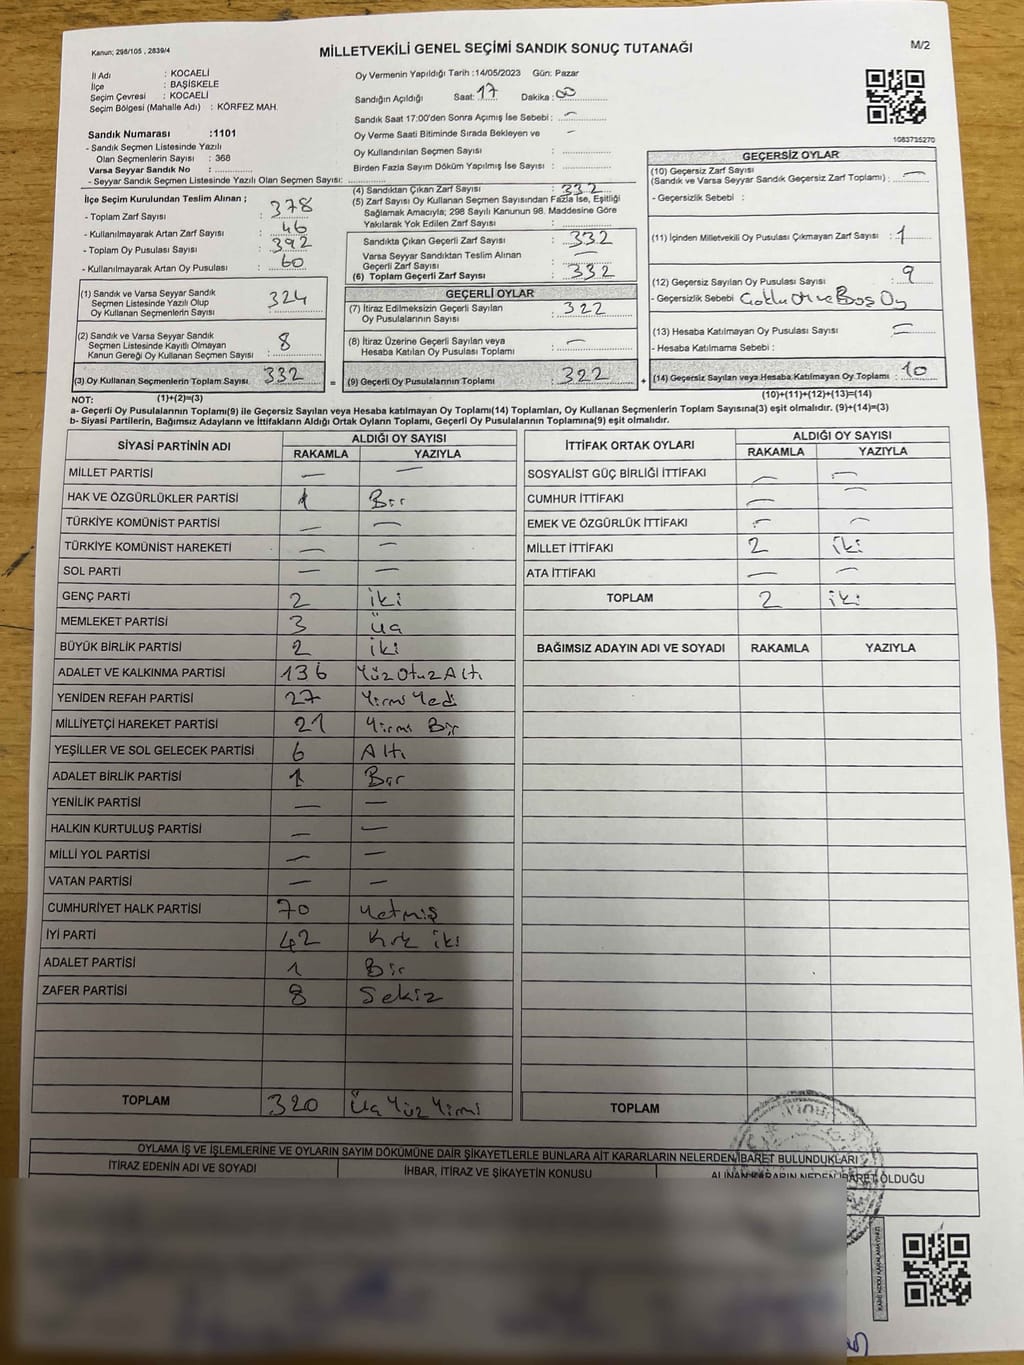 Kanun; 298/105 , 2839/4
MİLLETVEKİLİ GENEL SEÇİMİ SANDIK SONUÇ TUTANAĞI
M/2
İl Adı : KOCAELİ
İlçe : BAŞİSKELE
Seçim Çevresi : KOCAELİ
Seçim Bölgesi (Mahalle Adı) : KÖRFEZ MAH.
Sandık Numarası :1101
- Sandık Seçmen Listesinde Yazılı
Olan Seçmenlerin Sayısı : 368
Varsa Seyyar Sandık No :
- Seyyar Sandık Seçmen Listesinde Yazılı Olan Seçmen Sayısı:
Oy Vermenin Yapıldığı Tarih :14/05/2023 Gün: Pazar
Sandığın Açıldığı Saat: 17 Dakika : 00
Sandık Saat 17:00'den Sonra Açımış İse Sebebi : —
Oy Verme Saati Bitiminde Sırada Bekleyen ve —
Oy Kullandırılan Seçmen Sayısı :
Birden Fazla Sayım Döküm Yapılmış İse Sayısı :
1083725270
İlçe Seçim Kurulundan Teslim Alınan ;
- Toplam Zarf Sayısı : 378
- Kullanılmayarak Artan Zarf Sayısı : 46
- Toplam Oy Pusulası Sayısı : 392
- Kullanılmayarak Artan Oy Pusulası : 60
(1) Sandık ve Varsa Seyyar Sandık
Seçmen Listesinde Yazılı Olup
Oy Kullanan Seçmenlerin Sayısı : 324
(2) Sandık ve Varsa Seyyar Sandık
Seçmen Listesinde Kayıtlı Olmayan
Kanun Gereği Oy Kullanan Seçmen Sayısı : 8
(3) Oy Kullanan Seçmenlerin Toplam Sayısı : 332 =
(4) Sandıktan Çıkan Zarf Sayısı : 332
(5) Zarf Sayısı Oy Kullanan Seçmen Sayısından Fazla İse, Eşitliği
Sağlamak Amacıyla; 298 Sayılı Kanunun 98. Maddesine Göre
Yakılarak Yok Edilen Zarf Sayısı :
Sandıkta Çıkan Geçerli Zarf Sayısı : 332
Varsa Seyyar Sandıktan Teslim Alınan
Geçerli Zarf Sayısı : —
(6) Toplam Geçerli Zarf Sayısı : 332
GEÇERLİ OYLAR
(7) İtiraz Edilmeksizin Geçerli Sayılan
Oy Pusulalarının Sayısı : 322
(8) İtiraz Üzerine Geçerli Sayılan veya
Hesaba Katılan Oy Pusulası Toplamı : —
(9) Geçerli Oy Pusulalarının Toplamı : 322 +
GEÇERSİZ OYLAR
(10) Geçersiz Zarf Sayısı
(Sandık ve Varsa Seyyar Sandık Geçersiz Zarf Toplamı) : —
- Geçersizlik Sebebi :
(11) İçinden Milletvekili Oy Pusulası Çıkmayan Zarf Sayısı : 1
(12) Geçersiz Sayılan Oy Pusulası Sayısı : 9
- Geçersizlik Sebebi Çoklu Oy ve Boş Oy
(13) Hesaba Katılmayan Oy Pusulası Sayısı : —
- Hesaba Katılmama Sebebi :
(14) Geçersiz Sayılan veya Hesaba Katılmayan Oy Toplamı : 10
NOT: (1)+(2)=(3)
(10)+(11)+(12)+(13)=(14)
a- Geçerli Oy Pusulalarının Toplamı(9) ile Geçersiz Sayılan veya Hesaba katılmayan Oy Toplamı(14) Toplamları, Oy Kullanan Seçmenlerin Toplam Sayısına(3) eşit olmalıdır. (9)+(14)=(3)
b- Siyasi Partilerin, Bağımsız Adayların ve İttifakların Aldığı Ortak Oyların Toplamı, Geçerli Oy Pusulalarının Toplamına(9) eşit olmalıdır.
SİYASİ PARTİNİN ADI ALDIĞI OY SAYISI
RAKAMLA YAZIYLA
MİLLET PARTİSİ — —
HAK VE ÖZGÜRLÜKLER PARTİSİ 1 Bir
TÜRKİYE KOMÜNİST PARTİSİ — —
TÜRKİYE KOMÜNİST HAREKETİ — —
SOL PARTİ — —
GENÇ PARTİ 2 iki
MEMLEKET PARTİSİ 3 Üç
BÜYÜK BİRLİK PARTİSİ 2 iki
ADALET VE KALKINMA PARTİSİ 136 Yüz Otuz Altı
YENİDEN REFAH PARTİSİ 27 Yirmi Yedi
MİLLİYETÇİ HAREKET PARTİSİ 21 Yirmi Bir
YEŞİLLER VE SOL GELECEK PARTİSİ 6 Altı
ADALET BİRLİK PARTİSİ 1 Bir
YENİLİK PARTİSİ — —
HALKIN KURTULUŞ PARTİSİ — —
MİLLİ YOL PARTİSİ — —
VATAN PARTİSİ — —
CUMHURİYET HALK PARTİSİ 70 Yetmiş
İYİ PARTİ 42 Kırk iki
ADALET PARTİSİ 1 Bir
ZAFER PARTİSİ 8 Sekiz
TOPLAM 320 Üç Yüz Yirmi
İTTİFAK ORTAK OYLARI ALDIĞI OY SAYISI
RAKAMLA YAZIYLA
SOSYALİST GÜÇ BİRLİĞİ İTTİFAKI — —
CUMHUR İTTİFAKI — —
EMEK VE ÖZGÜRLÜK İTTİFAKI — —
MİLLET İTTİFAKI 2 iki
ATA İTTİFAKI — —
TOPLAM 2 iki
BAĞIMSIZ ADAYIN ADI VE SOYADI RAKAMLA YAZIYLA
TOPLAM
OYLAMA İŞ VE İŞLEMLERİNE VE OYLARIN SAYIM DÖKÜMÜNE DAİR ŞİKAYETLERLE BUNLARA AİT KARARLARIN NELERDEN İBARET BULUNDUKLARI
İTİRAZ EDENİN ADI VE SOYADI İHBAR, İTİRAZ VE ŞİKAYETİN KONUSU ALINAN KARARIN NEDEN İBARET OLDUĞU